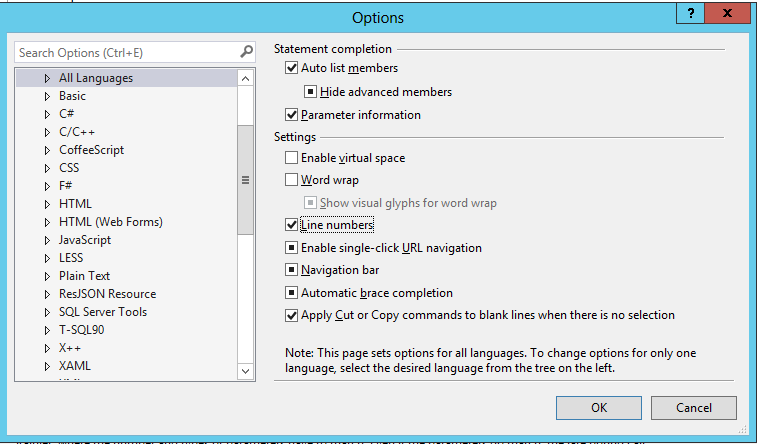 Options
?
x
Search Options (Ctrl+E)
All Languages
Basic
C#
C/C++
CoffeeScript
CSS
F#
HTML
HTML (Web Forms)
JavaScript
LESS
Plain Text
ResJSON Resource
SQL Server Tools
T-SQL90
X++
XAML
Statement completion
Auto list members
Hide advanced members
Parameter information
Settings
Enable virtual space
Word wrap
Show visual glyphs for word wrap
Line numbers
Enable single-click URL navigation
Navigation bar
Automatic brace completion
Apply Cut or Copy commands to blank lines when there is no selection
Note: This page sets options for all languages. To change options for only one
language, select the desired language from the tree on the left.
OK
Cancel